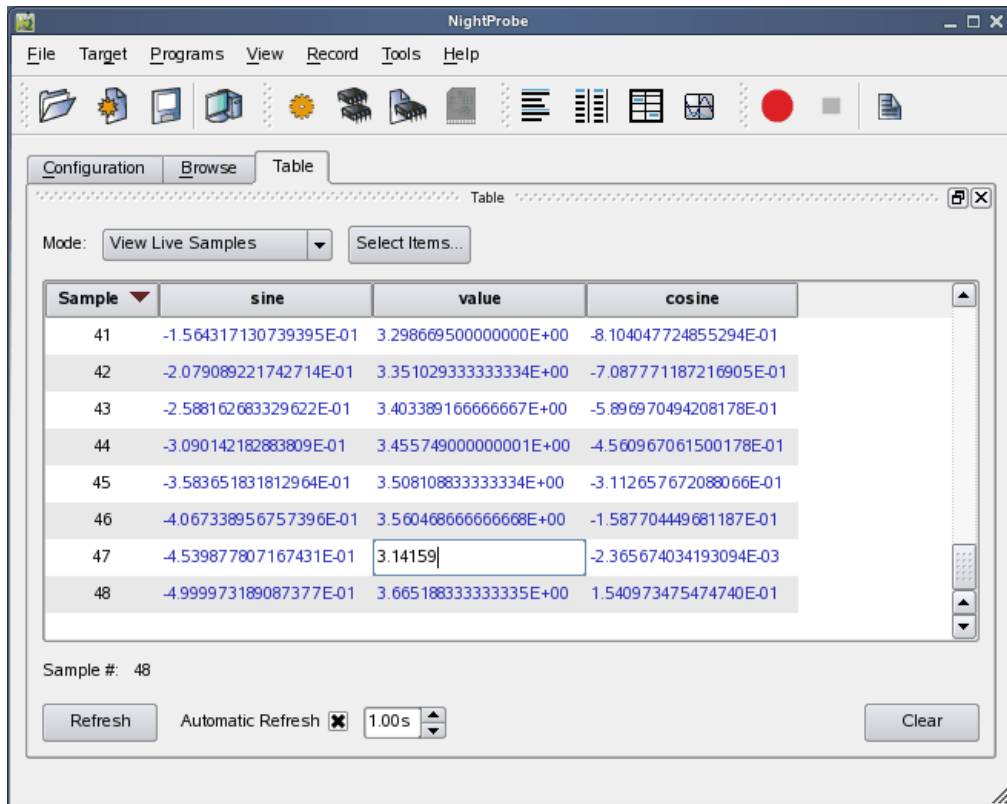 NightProbe
File Target Programs View Record Tools Help
Configuration Browse Table
Table
Mode: View Live Samples Select Items...
Sample sine value cosine
41 -1.564317130739395E-01 3.298669500000000E+00 -8.104047724855294E-01
42 -2.079089221742714E-01 3.351029333333334E+00 -7.087771187216905E-01
43 -2.588162683329622E-01 3.403389166666667E+00 -5.896970494208178E-01
44 -3.090142182883809E-01 3.455749000000001E+00 -4.560967061500178E-01
45 -3.583651831812964E-01 3.508108833333334E+00 -3.112657672088066E-01
46 -4.067338956757396E-01 3.560468666666668E+00 -1.587704449681187E-01
47 -4.539877807167431E-01 3.14159 -2.365674034193094E-03
48 -4.999973189087377E-01 3.665188333333335E+00 1.540973475474740E-01
Sample #: 48
Refresh Automatic Refresh 1.00s Clear